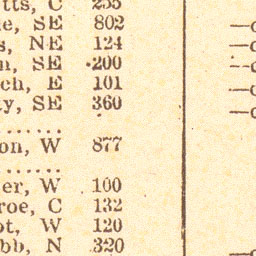 tts, C 255
e, SE 802
s, NE 124
n, SE 200
ch, E 101
y, SE 360
......
on, W 877
......
er, W 100
roe, C 132
ot, W 120
bb, N 320